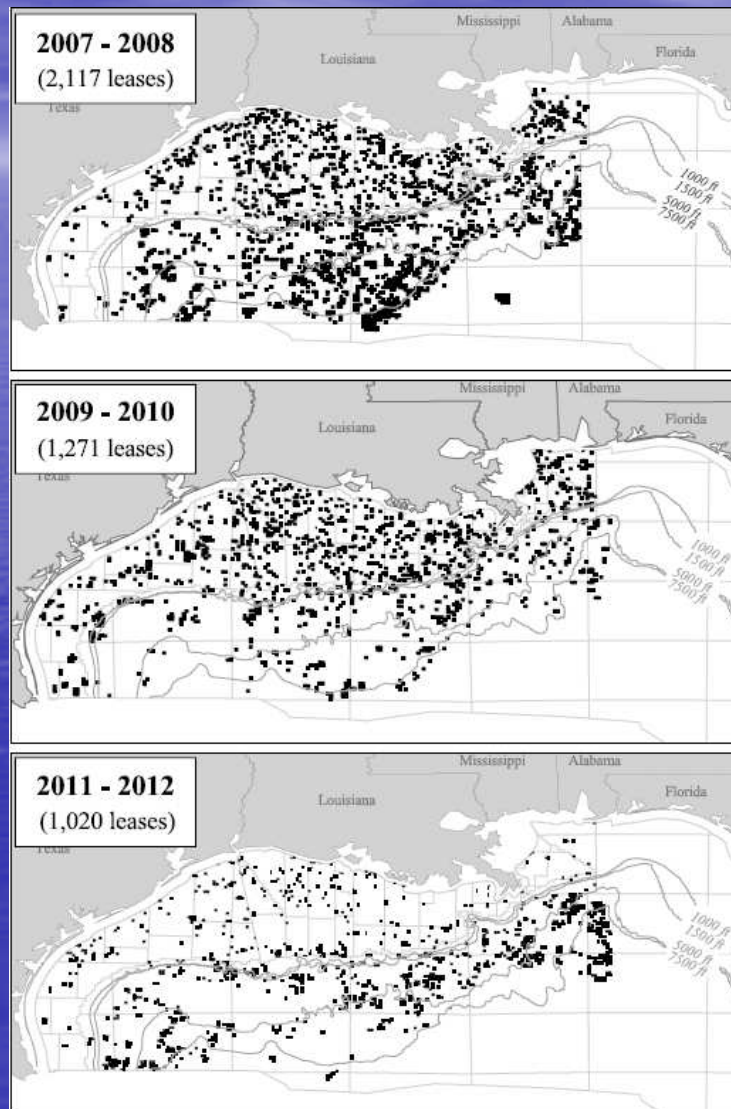 2007 - 2008
(2,117 leases)
Mississippi
Alabama
Louisiana
Florida
Texas
1000 ft
1500 ft
5000 ft
7500 ft
2009 - 2010
(1,271 leases)
Mississippi
Alabama
Louisiana
Florida
Texas
1000 ft
1500 ft
5000 ft
7500 ft
2011 - 2012
(1,020 leases)
Mississippi
Alabama
Louisiana
Florida
Texas
1000 ft
1500 ft
5000 ft
7500 ft